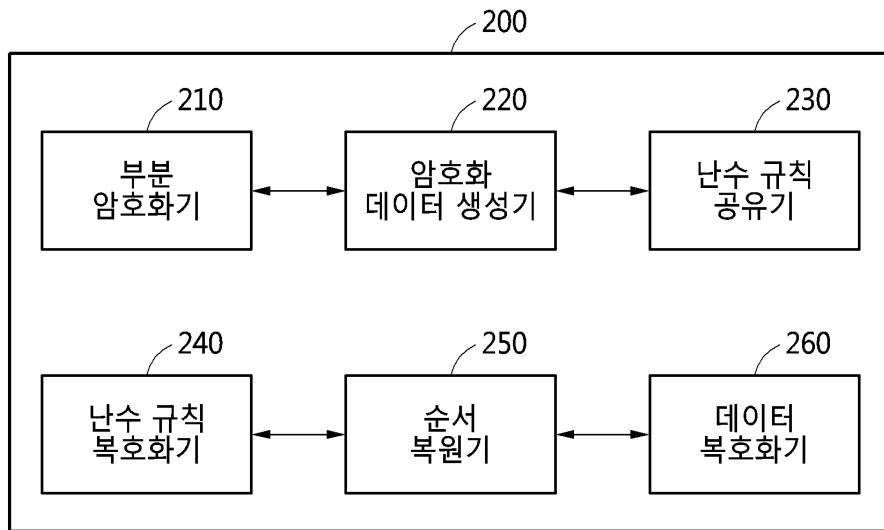 200
210
220
230
부분
암호화기
암호화
데이터 생성기
난수 규칙
공유기
240
250
260
난수 규칙
복호화기
순서
복원기
데이터
복호화기